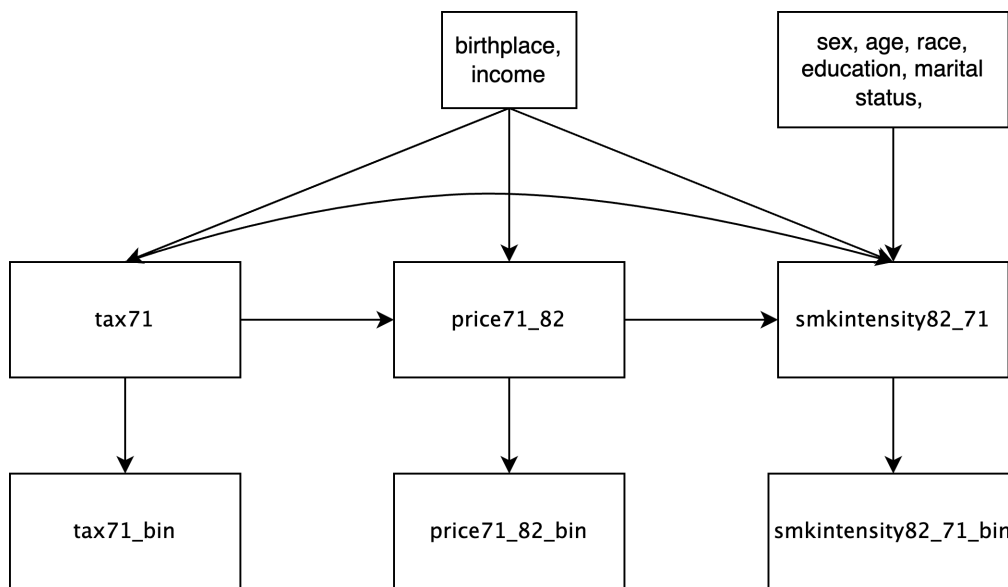 birthplace,
income
sex, age, race,
education, marital
status,
tax71
price71_82
smkintensity82_71
tax71_bin
price71_82_bin
smkintensity82_71_bin